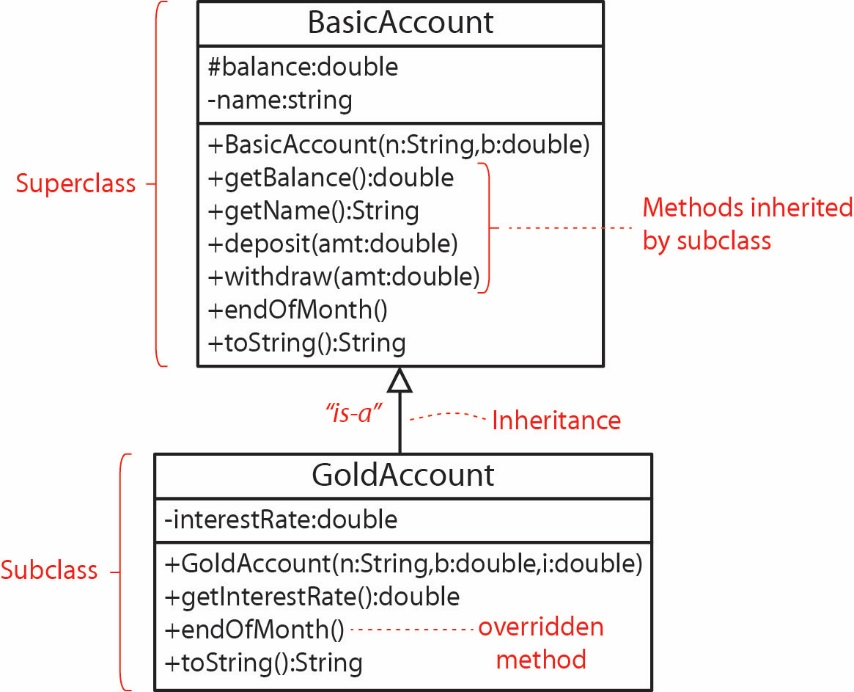 BasicAccount
#balance:double
-name:string
+BasicAccount(n:String,b:double)
+getBalance():double
+getName():String
+deposit(amt:double)
+withdraw(amt:double)
+endOfMonth()
+toString():String
Superclass
Methods inherited
by subclass
“is-a”
Inheritance
GoldAccount
-interestRate:double
+GoldAccount(n:String,b:double,i:double)
+getInterestRate():double
+endOfMonth()
+toString():String
Subclass
overridden
method